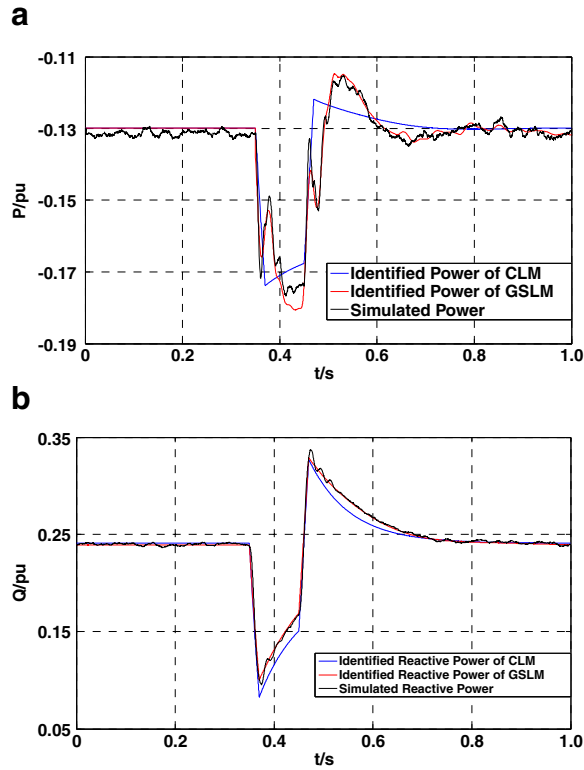 a
-0.11
-0.13
-0.15
-0.17
-0.19
P/pu
Identified Power of CLM
Identified Power of GSLM
Simulated Power
0 0.2 0.4 0.6 0.8 1.0
t/s
b
0.35
0.25
0.15
0.05
Q/pu
Identified Reactive Power of CLM
Identified Reactive Power of GSLM
Simulated Reactive Power
0.0 0.2 0.4 0.6 0.8 1.0
t/s